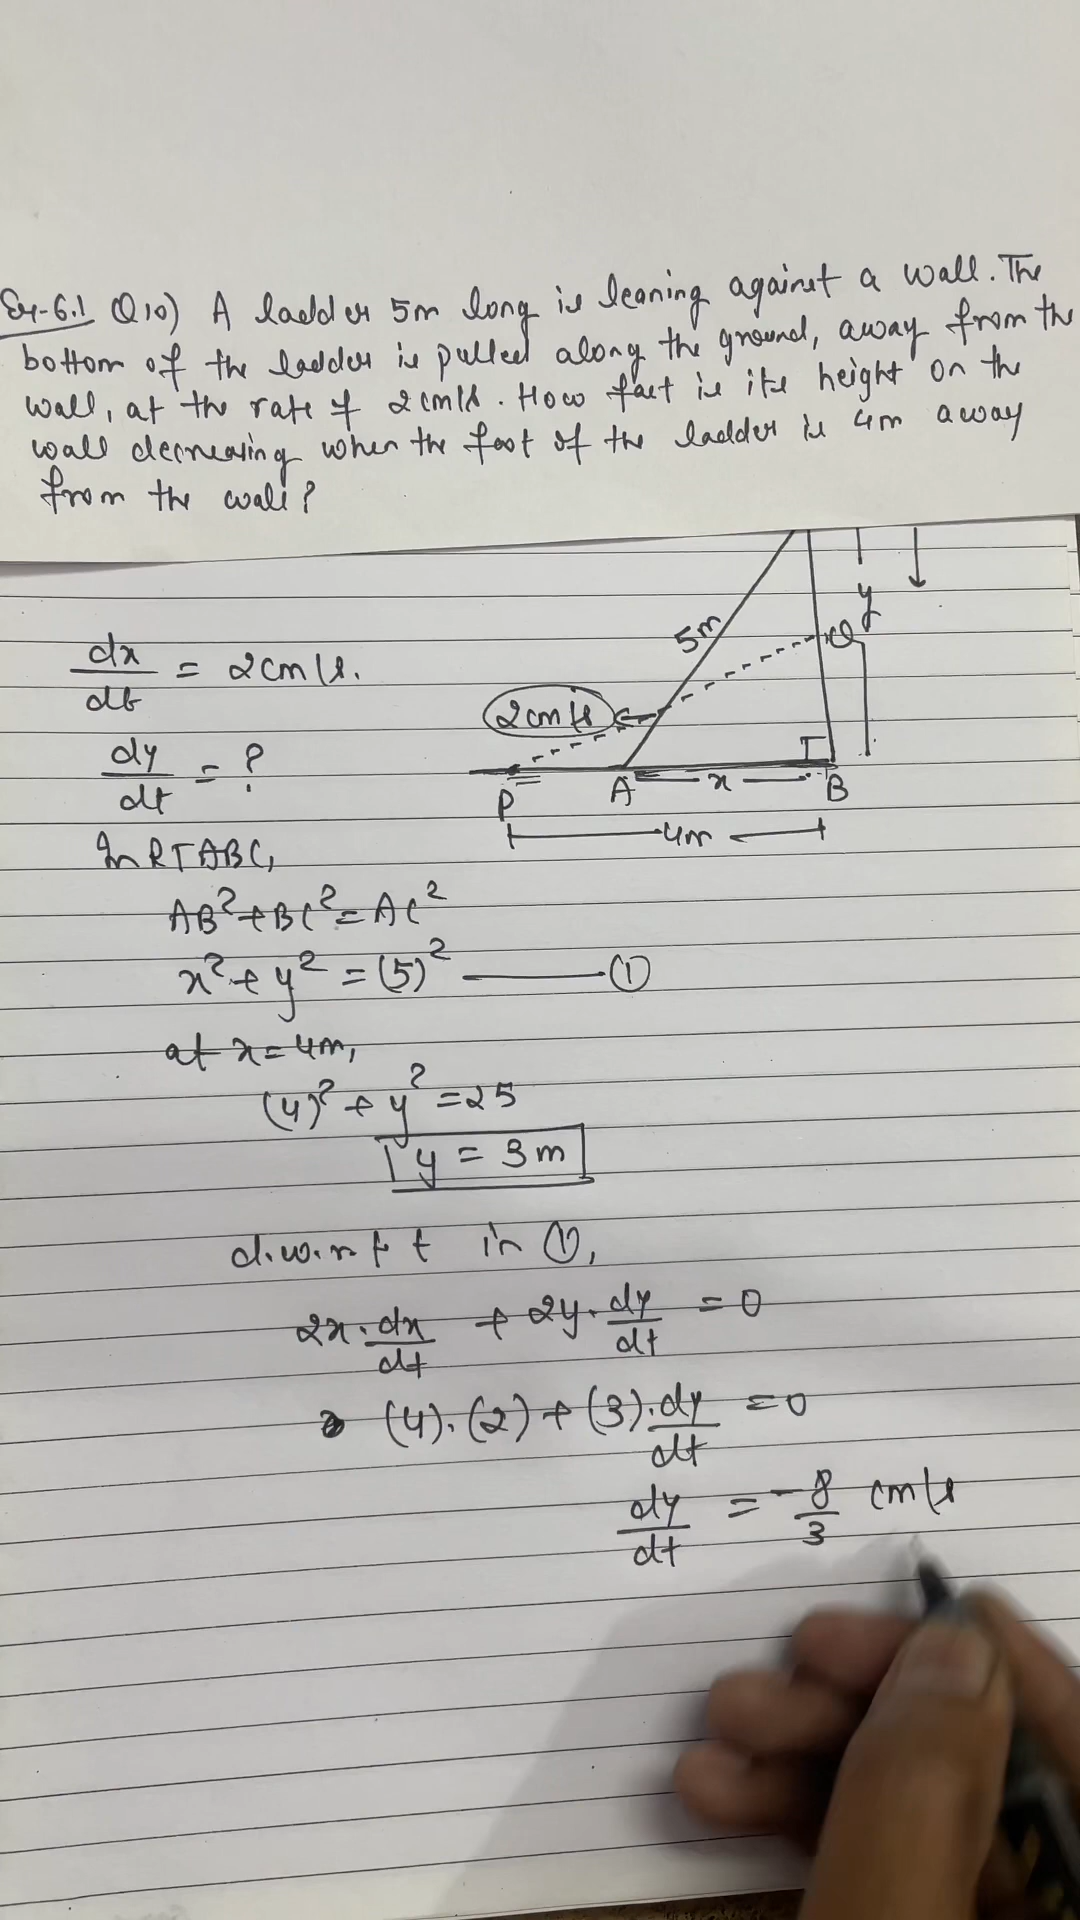 Ex-6.1 Q10) A ladder 5m long is leaning against a wall. The
bottom of the ladder is pulled along the ground, away from the
wall, at the rate of 2cm/s. How fast is its height on the
wall decreasing when the foot of the ladder is 4m away
from the wall?
5m
y
Q
2cm/s
P
A
x
B
4m
dx/dt = 2cm/s.
dy/dt = ?
In RTABC,
AB² + BC² = AC²
x² + y² = (5)² ①
at x = 4m,
(4)² + y² = 25
y = 3m
d.w.r.t t in ①,
2x.dx/dt + 2y.dy/dt = 0
(4).(2) + (3).dy/dt = 0
dy/dt = -8/3 cm/s